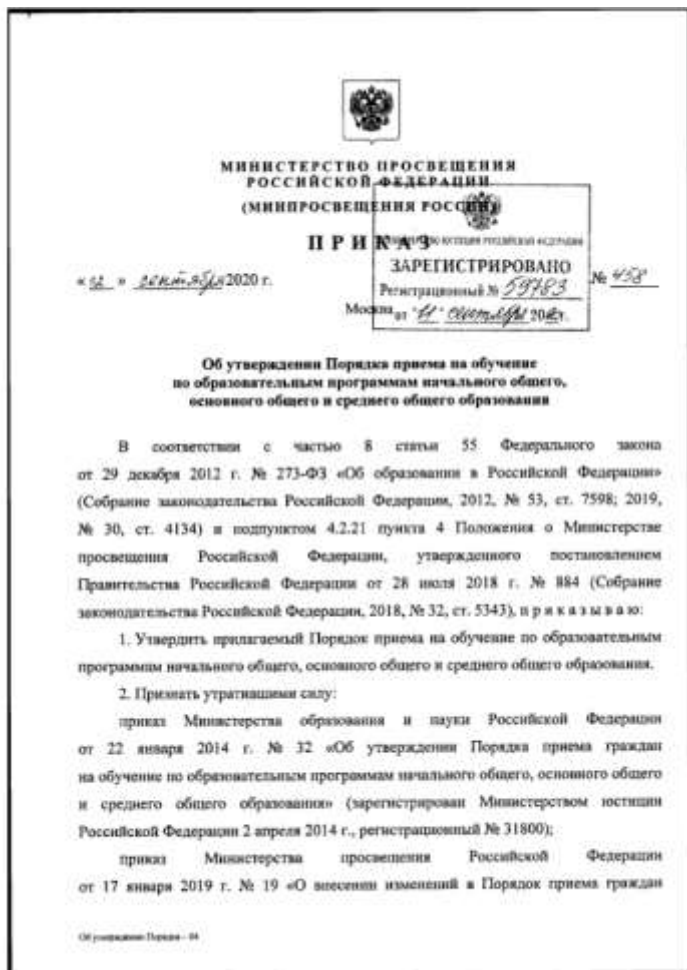 МИНИСТЕРСТВО ПРОСВЕЩЕНИЯ
РОССИЙСКОЙ ФЕДЕРАЦИИ
(МИНПРОСВЕЩЕНИЯ РОССИИ)
ПРИКАЗ
МИНИСТЕРСТВО ЮСТИЦИИ РОССИЙСКОЙ ФЕДЕРАЦИИ
ЗАРЕГИСТРИРОВАНО
Регистрационный № 59783
от "11" сентября 2020г.
сентября 2020 г.
№ 458
Москва
Об утверждении Порядка приема на обучение
по образовательным программам начального общего,
основного общего и среднего общего образования
В соответствии с частью 8 статьи 55 Федерального закона
от 29 декабря 2012 г. № 273-ФЗ «Об образовании в Российской Федерации»
(Собрание законодательства Российской Федерации, 2012, № 53, ст. 7598; 2019,
№ 30, ст. 4134) и подпунктом 4.2.21 пункта 4 Положения о Министерстве
просвещения Российской Федерации, утвержденного постановлением
Правительства Российской Федерации от 28 июля 2018 г. № 884 (Собрание
законодательства Российской Федерации, 2018, № 32, ст. 5343), п р и к а з ы в а ю:
1. Утвердить прилагаемый Порядок приема на обучение по образовательным
программам начального общего, основного общего и среднего общего образования.
2. Признать утратившими силу:
приказ Министерства образования и науки Российской Федерации
от 22 января 2014 г. № 32 «Об утверждении Порядка приема граждан
на обучение по образовательным программам начального общего, основного общего
и среднего общего образования» (зарегистрирован Министерством юстиции
Российской Федерации 2 апреля 2014 г., регистрационный № 31800);
приказ Министерства просвещения Российской Федерации
от 17 января 2019 г. № 19 «О внесении изменений в Порядок приема граждан
Об утверждении Порядка – 04